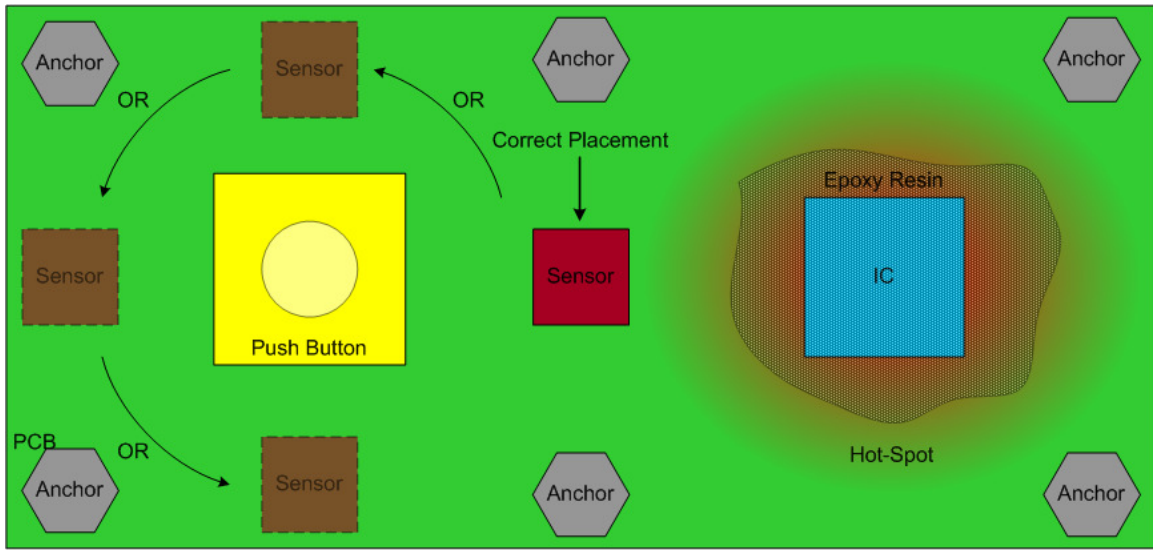 Anchor
Sensor
Anchor
Anchor
OR
OR
Correct Placement
Epoxy Resin
Sensor
Sensor
IC
Push Button
PCB
OR
Hot-Spot
Anchor
Sensor
Anchor
Anchor